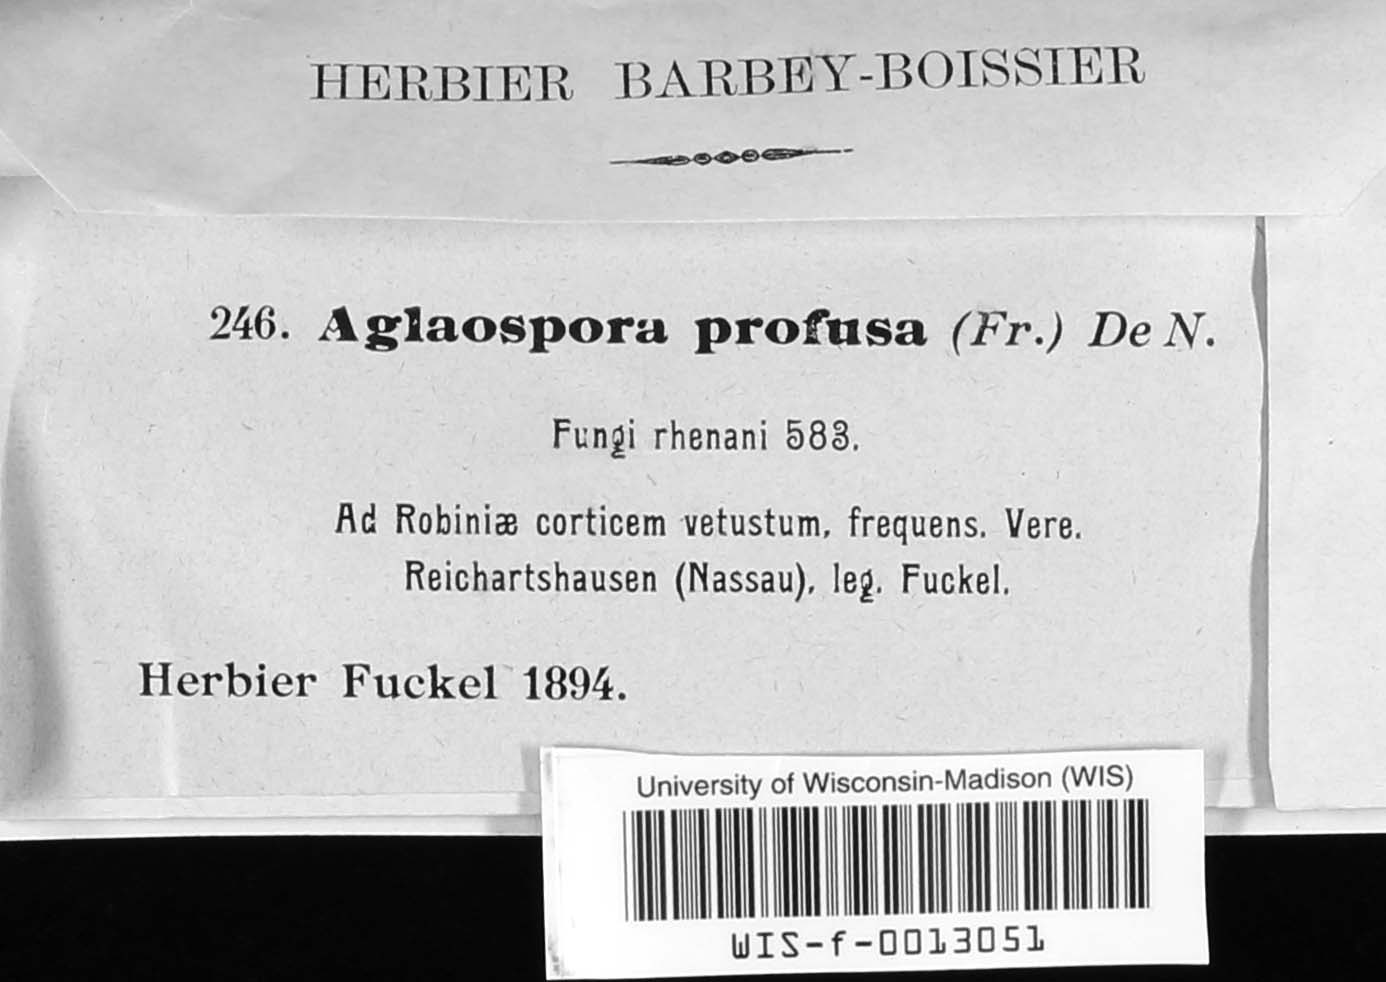 HERBIER BARBEY-BOISSIER
246. Aglaospora profusa (Fr.) De N.
Fungi rhenani 583.
Ad Robiniæ corticem vetustum, frequens. Vere.
Reichartshausen (Nassau), leg. Fuckel.
Herbier Fuckel 1894.
University of Wisconsin-Madison (WIS)
WIS-f-0013051